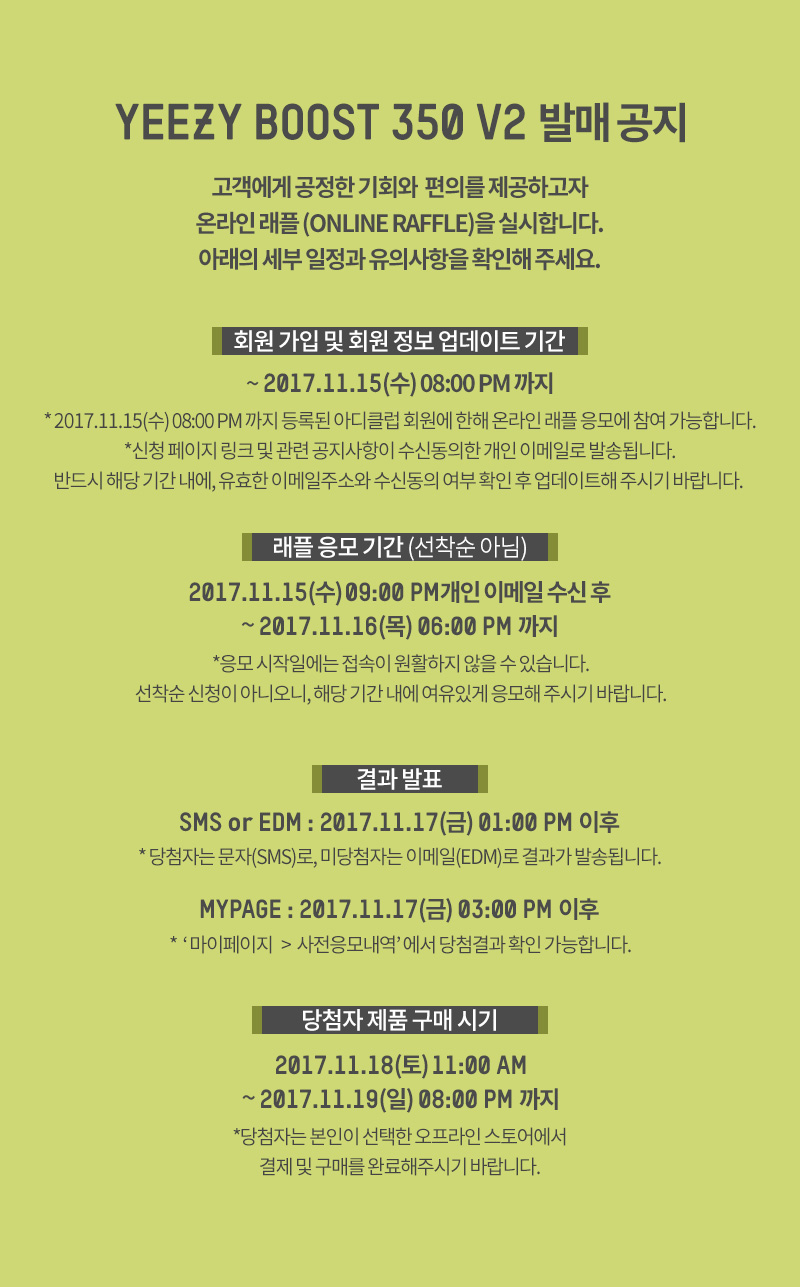 YEEZY BOOST 350 V2 발매 공지
고객에게 공정한 기회와 편의를 제공하고자
온라인 래플 (ONLINE RAFFLE)을 실시합니다.
아래의 세부 일정과 유의사항을 확인해 주세요.
회원 가입 및 회원 정보 업데이트 기간
~ 2017.11.15(수) 08:00 PM 까지
* 2017.11.15(수) 08:00 PM 까지 등록된 아디클럽 회원에 한해 온라인 래플 응모에 참여 가능합니다.
*신청 페이지 링크 및 관련 공지사항이 수신동의한 개인 이메일로 발송됩니다.
반드시 해당 기간 내에, 유효한 이메일주소와 수신동의 여부 확인 후 업데이트해 주시기 바랍니다.
래플 응모 기간 (선착순 아님)
2017.11.15(수) 09:00 PM개인 이메일 수신 후
~ 2017.11.16(목) 06:00 PM 까지
*응모 시작일에는 접속이 원활하지 않을 수 있습니다.
선착순 신청이 아니오니, 해당 기간 내에 여유있게 응모해 주시기 바랍니다.
결과 발표
SMS or EDM : 2017.11.17(금) 01:00 PM 이후
* 당첨자는 문자(SMS)로, 미당첨자는 이메일(EDM)로 결과가 발송됩니다.
MYPAGE : 2017.11.17(금) 03:00 PM 이후
* ‘마이페이지 > 사전응모내역’에서 당첨결과 확인 가능합니다.
당첨자 제품 구매 시기
2017.11.18(토) 11:00 AM
~ 2017.11.19(일) 08:00 PM 까지
*당첨자는 본인이 선택한 오프라인 스토어에서
결제 및 구매를 완료해주시기 바랍니다.